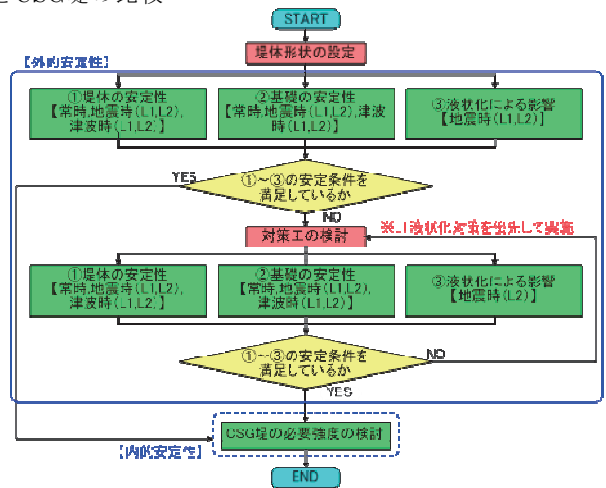 CSG堤の比較
START
堤体形状の設定
【外的安定性】
①堤体の安定性
【常時,地震時(L1,L2),
津波時(L1,L2)】
②基礎の安定性
【常時,地震時(L1,L2),津波
時(L1,L2)】
③液状化による影響
【地震時(L1,L2)】
YES
①～③の安定条件を
満足しているか
NO
対策工の検討
※1液状化対策を優先して実施
①堤体の安定性
【常時,地震時(L1,L2),
津波時(L1,L2)】
②基礎の安定性
【常時,地震時(L1,L2),
津波時(L1,L2)】
③液状化による影響
【地震時(L2)】
①～③の安定条件を
満足しているか
NO
YES
CSG堤の必要強度の検討
【内的安定性】
END